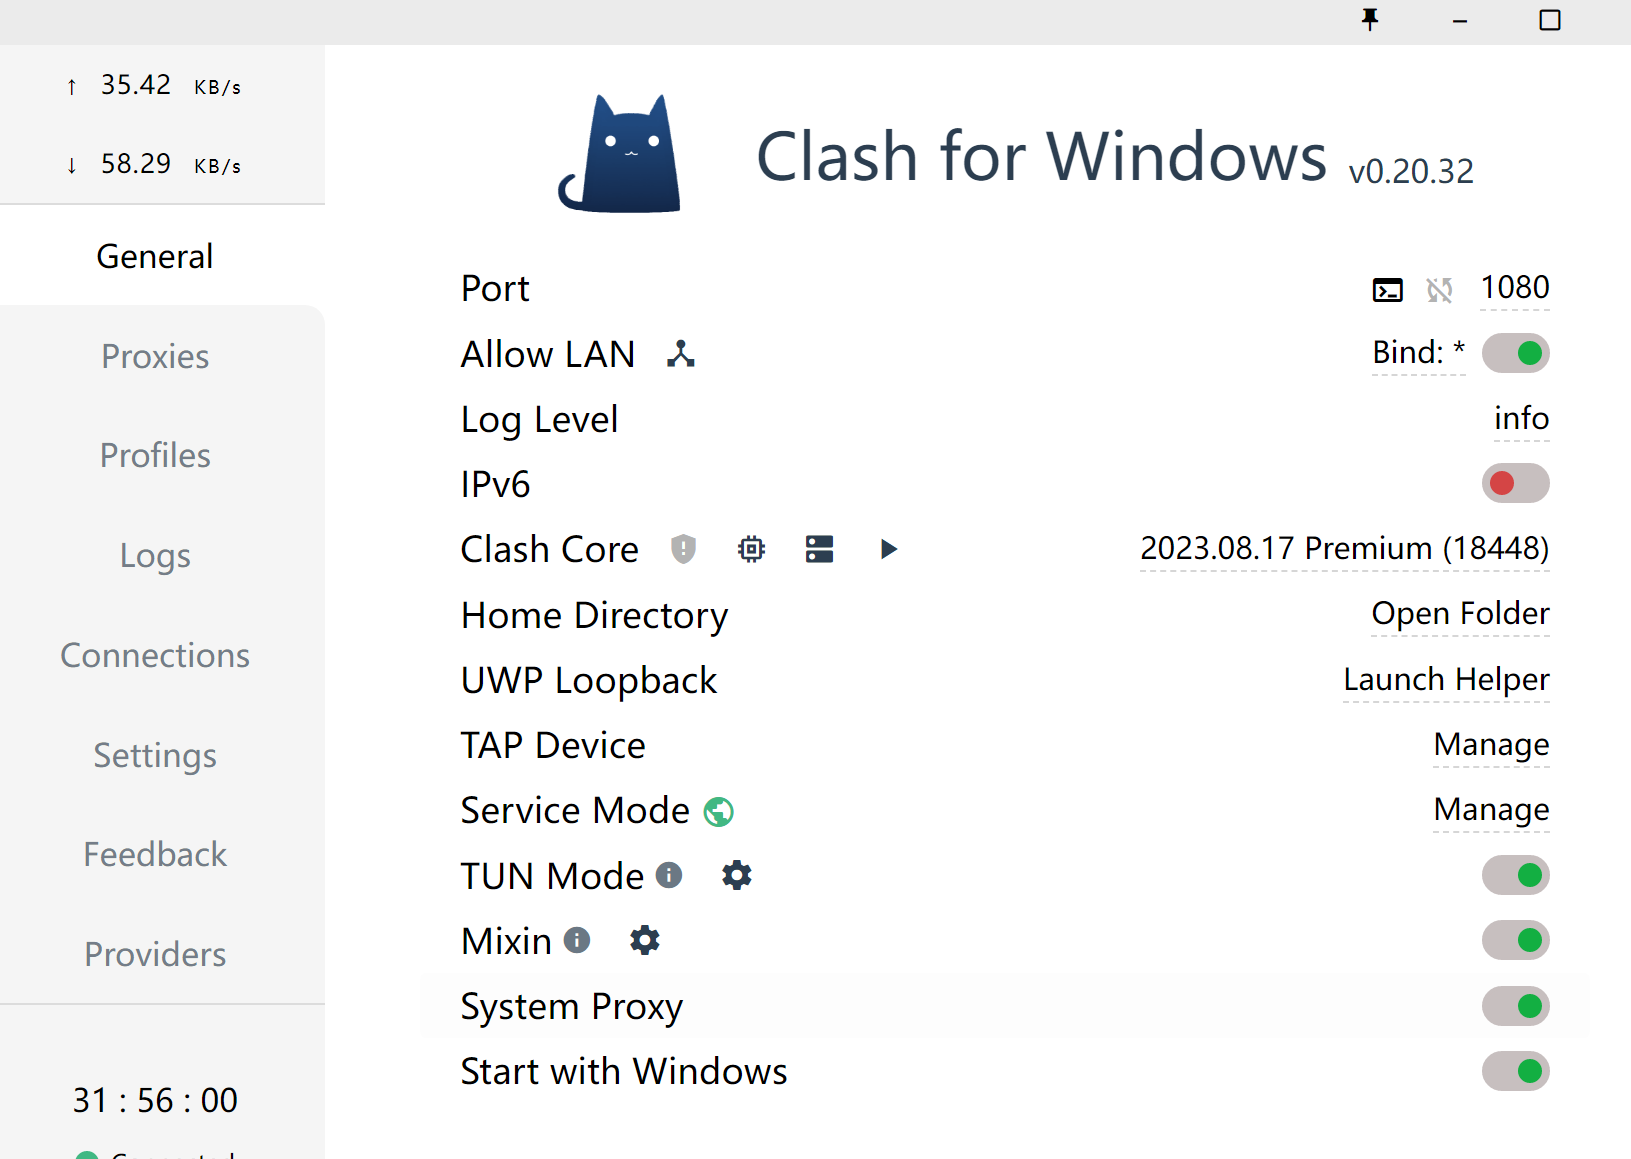 ↑ 35.42 KB/s
↓ 58.29 KB/s
General
Proxies
Profiles
Logs
Connections
Settings
Feedback
Providers
31 : 56 : 00
Clash for Windows v0.20.32
Port 1080
Allow LAN Bind: *
Log Level info
IPv6
Clash Core 2023.08.17 Premium (18448)
Home Directory Open Folder
UWP Loopback Launch Helper
TAP Device Manage
Service Mode Manage
TUN Mode
Mixin
System Proxy
Start with Windows